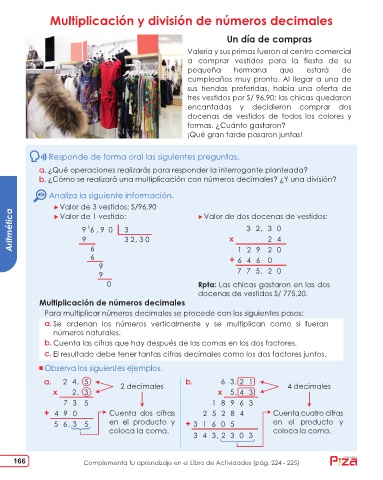 Multiplicación y división de números decimales
Un día de compras
Valeria y sus primas fueron al centro comercial
a comprar vestidos para la fiesta de su
pequeña hermana que estará de
cumpleaños muy pronto. Al llegar a una de
sus tiendas preferidas, había una oferta de
tres vestidos por S/ 96,90; las chicas quedaron
encantadas y decidieron comprar dos
docenas de vestidos de todos los colores y
formas. ¿Cuánto gastaron?
¡Qué gran tarde pasaron juntas!
Responde de forma oral las siguientes preguntas.
a. ¿Qué operaciones realizarás para responder la interrogante planteada?
b. ¿Cómo se realizará una multiplicación con números decimales? ¿Y una división?
Analiza la siguiente información.
Valor de 3 vestidos: S/96.90
Valor de 1 vestido:
9 6 , 9 0 3
9 3 2 , 3 0
6
6
9
9
0
Valor de dos docenas de vestidos:
3 2 , 3 0
x 2 4
1 2 9 2 0
+ 6 4 6 0
7 7 5 , 2 0
Rpta: Las chicas gastaron en las dos
docenas de vestidos S/ 775,20.
Multiplicación de números decimales
Para multiplicar números decimales se procede con los siguientes pasos:
a. Se ordenan los números verticalmente y se multiplican como si fueran
números naturales.
b. Cuenta las cifras que hay después de las comas en los dos factores.
c. El resultado debe tener tantas cifras decimales como los dos factores juntos.
Observa los siguientes ejemplos.
a. 2 4 , 5
x 2 , 3
2 decimales
7 3 5
+ 4 9 0
5 6 , 3 5
Cuenta dos cifras
en el producto y
coloca la coma.
b. 6 3 , 2 1
x 5 , 4 3
4 decimales
1 8 9 6 3
2 5 2 8 4
+ 3 1 6 0 5
3 4 3 , 2 3 0 3
Cuenta cuatro cifras
en el producto y
coloca la coma.
Aritmética
166
Complementa tu aprendizaje en el Libro de Actividades (pág. 224 - 225)